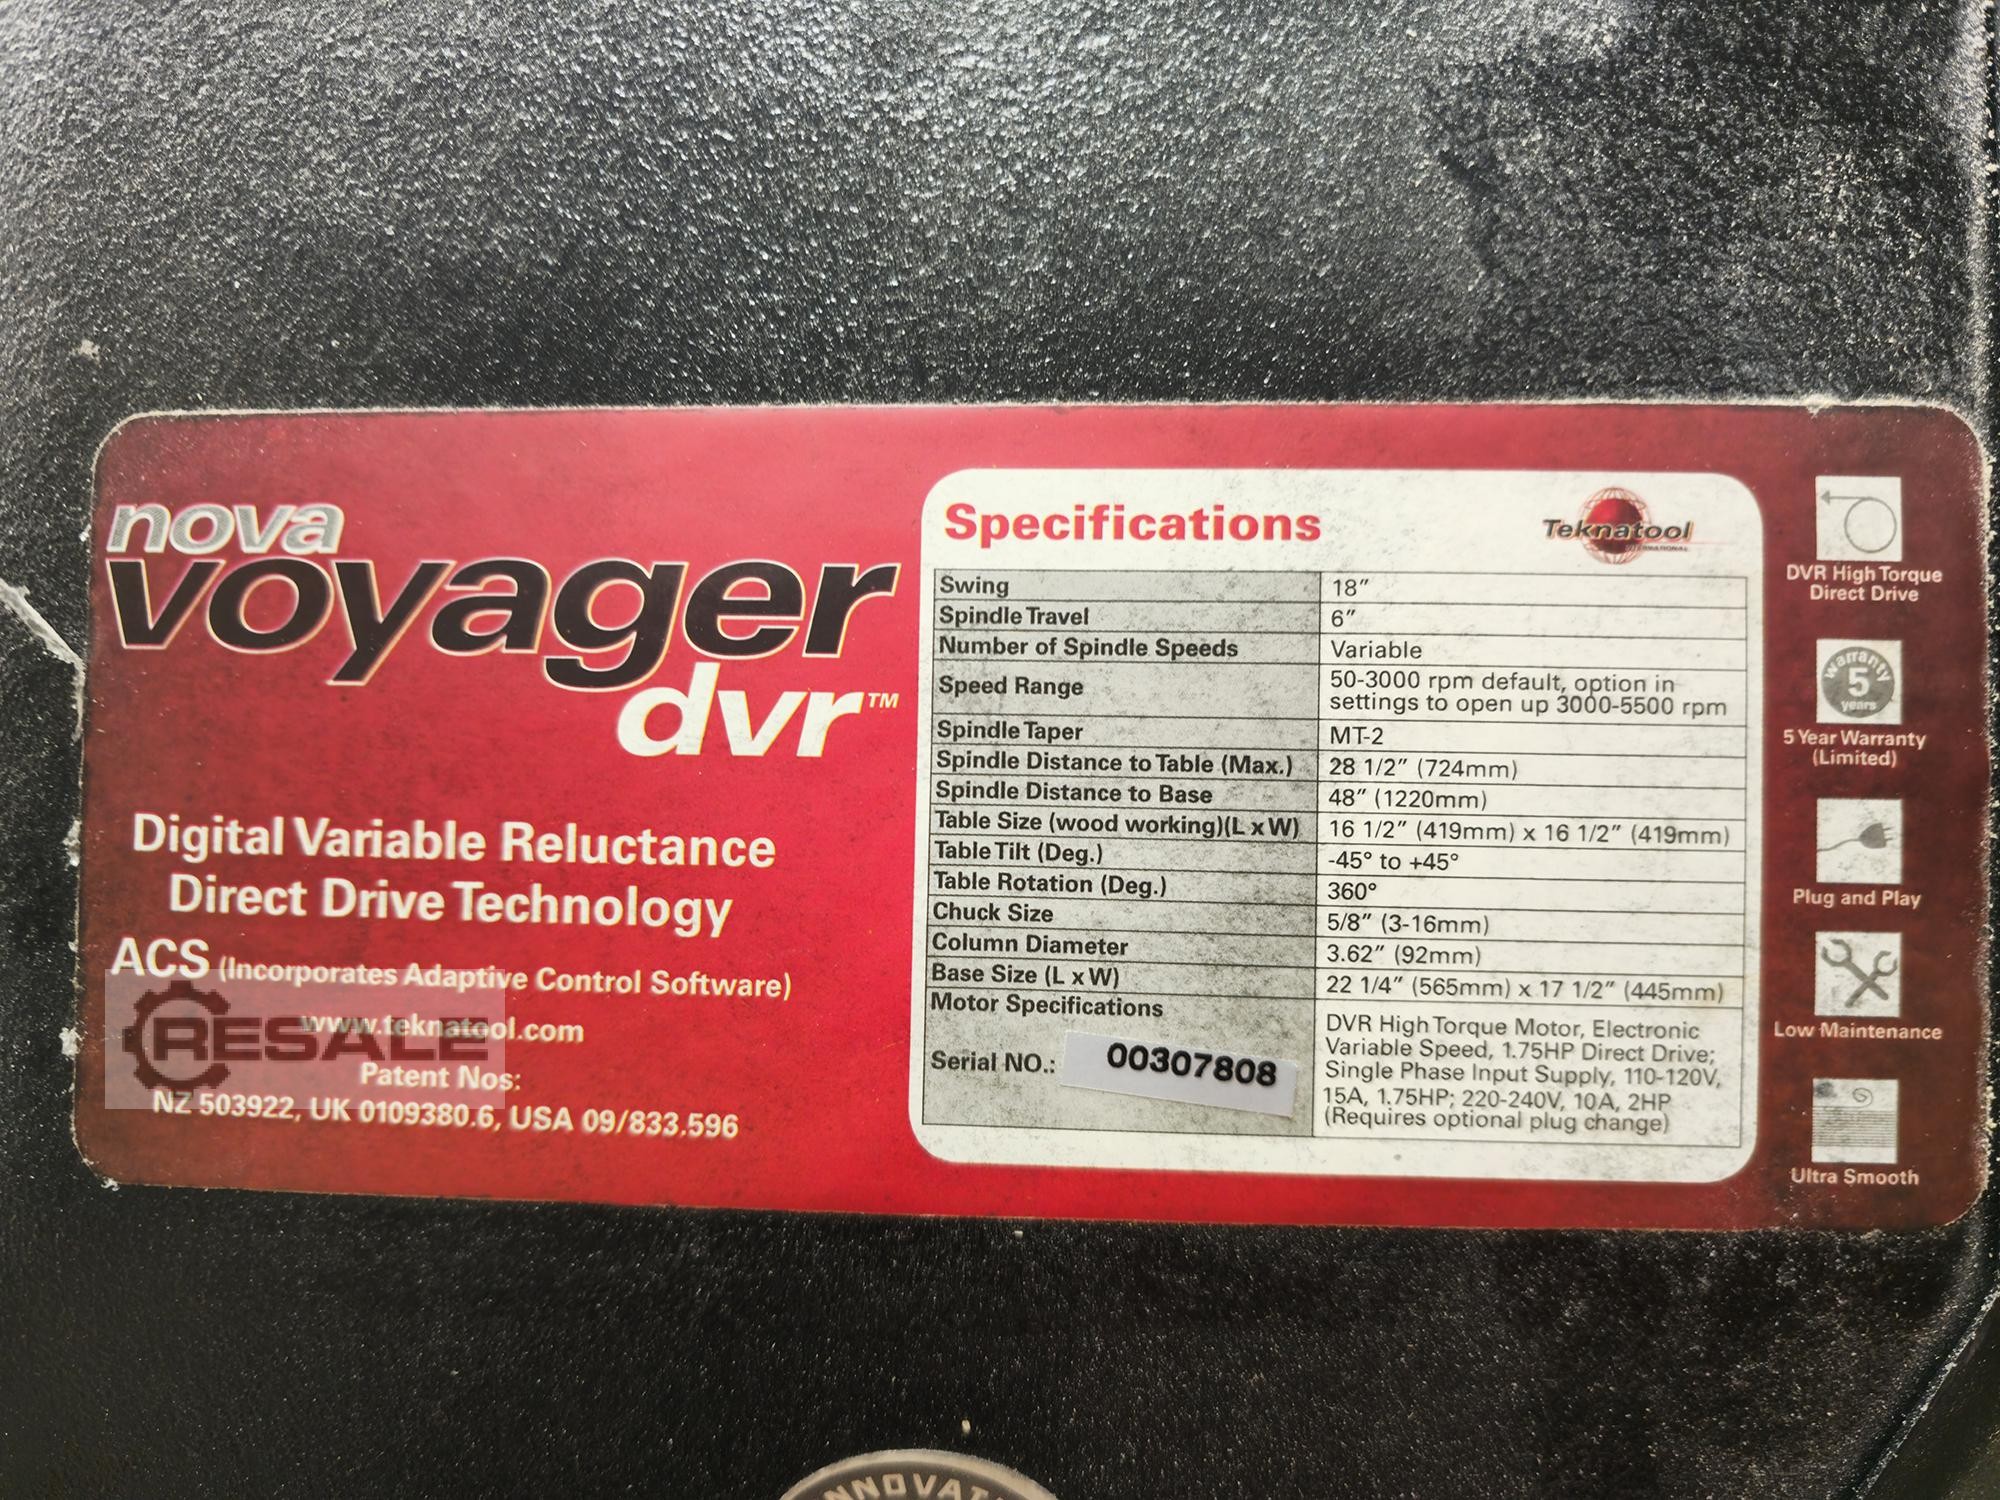 nova
voyager
dvr™
Digital Variable Reluctance
Direct Drive Technology
ACS (Incorporates Adaptive Control Software)
www.teknatool.com
Patent Nos:
NZ 503922, UK 0109380.6, USA 09/833.596
RESALE
Specifications
Teknatool
INTERNATIONAL
Swing 18"
Spindle Travel 6"
Number of Spindle Speeds Variable
Speed Range 50-3000 rpm default, option in
settings to open up 3000-5500 rpm
Spindle Taper MT-2
Spindle Distance to Table (Max.) 28 1/2" (724mm)
Spindle Distance to Base 48" (1220mm)
Table Size (wood working)(L x W) 16 1/2" (419mm) x 16 1/2" (419mm)
Table Tilt (Deg.) -45° to +45°
Table Rotation (Deg.) 360°
Chuck Size 5/8" (3-16mm)
Column Diameter 3.62" (92mm)
Base Size (L x W) 22 1/4" (565mm) x 17 1/2" (445mm)
Motor Specifications
DVR High Torque Motor, Electronic
Variable Speed, 1.75HP Direct Drive;
Single Phase Input Supply, 110-120V,
15A, 1.75HP; 220-240V, 10A, 2HP
(Requires optional plug change)
Serial NO.: 00307808
DVR High Torque
Direct Drive
warranty
5
years
5 Year Warranty
(Limited)
Plug and Play
Low Maintenance
Ultra Smooth